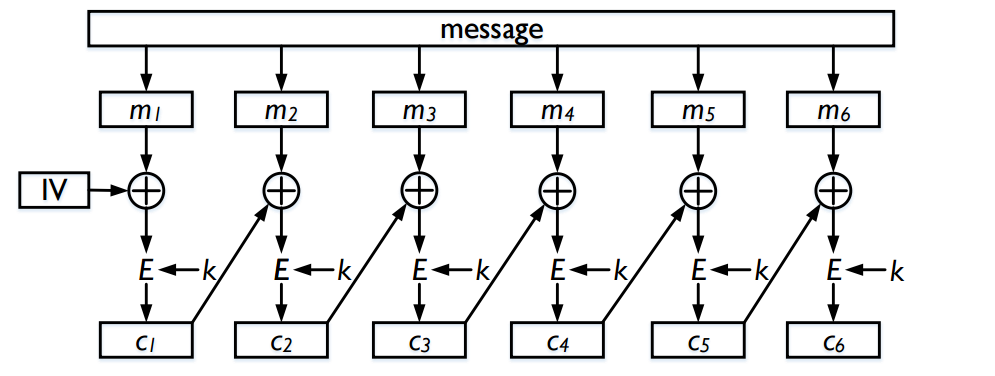 message
m1 m2 m3 m4 m5 m6
IV
E k E k E k E k E k E k
c1 c2 c3 c4 c5 c6